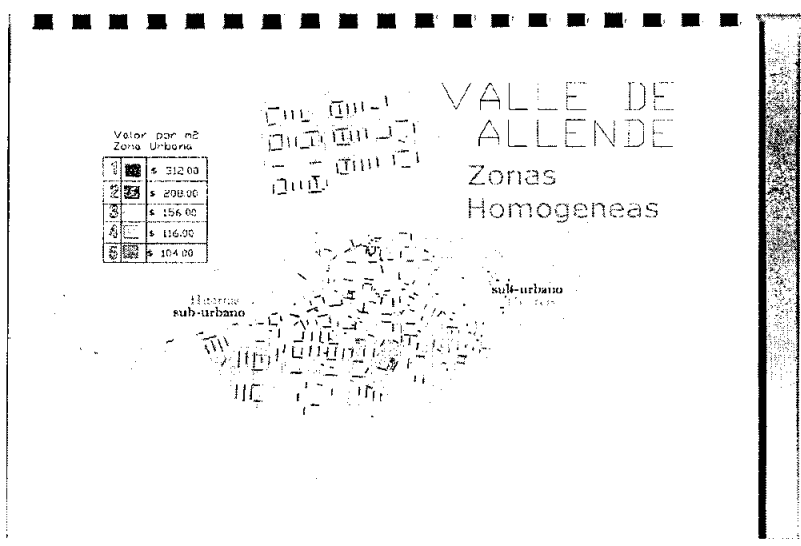 VALLE DE
ALLENDE
Zonas
Homogeneas
Valor por m2
Zona Urbana
1 $ 312.00
2 $ 208.00
3 $ 156.00
4 $ 116.00
5 $ 104.00
Huertas
sub-urbano
sub-urbano